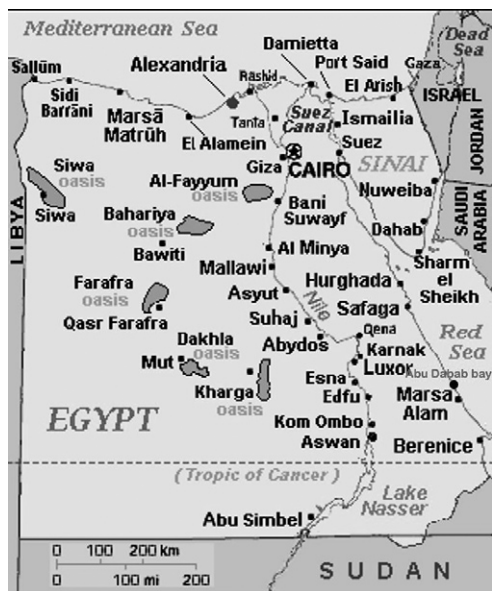 Mediterranean Sea
Damietta
Dead
Sea
Alexandria
Port Said
Sallûm
Rashid
El Arish
Gaza
Sidi
Barrâni
Marsâ
Matrûh
Tanta
Suez
Canal
Ismailia
ISRAEL
El Alamein
Suez
JORDAN
Giza
CAIRO
SINAI
Siwa
oasis
Al-Fayyum
oasis
Nuweiba
Siwa
Bahariya
oasis
Bani
Suwayf
SAUDI
ARABIA
LIBYA
Dahab
Bawiti
Al Minya
Sharm
el
Sheikh
Mallawi
Farafra
oasis
Hurghada
Asyut
Nile
Safaga
Qasr Farafra
Suhaj
Qena
Red
Sea
Dakhla
oasis
Abydos
Karnak
Mut
Luxor
Abu Dabab bay
Kharga
oasis
Esna
Edfu
Marsa
Alam
EGYPT
Kom Ombo
Aswan
Berenice
(Tropic of Cancer)
Lake
Nasser
Abu Simbel
0 100 200 km
0 100 mi 200
SUDAN